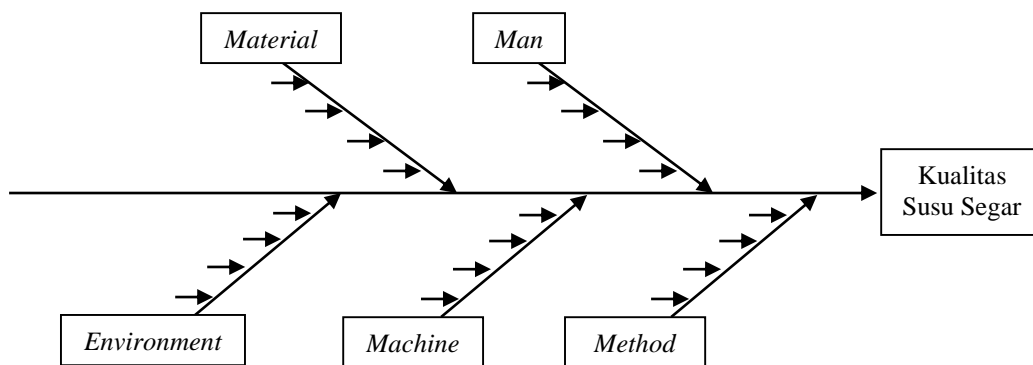 Material
Man
Kualitas
Susu Segar
Environment
Machine
Method